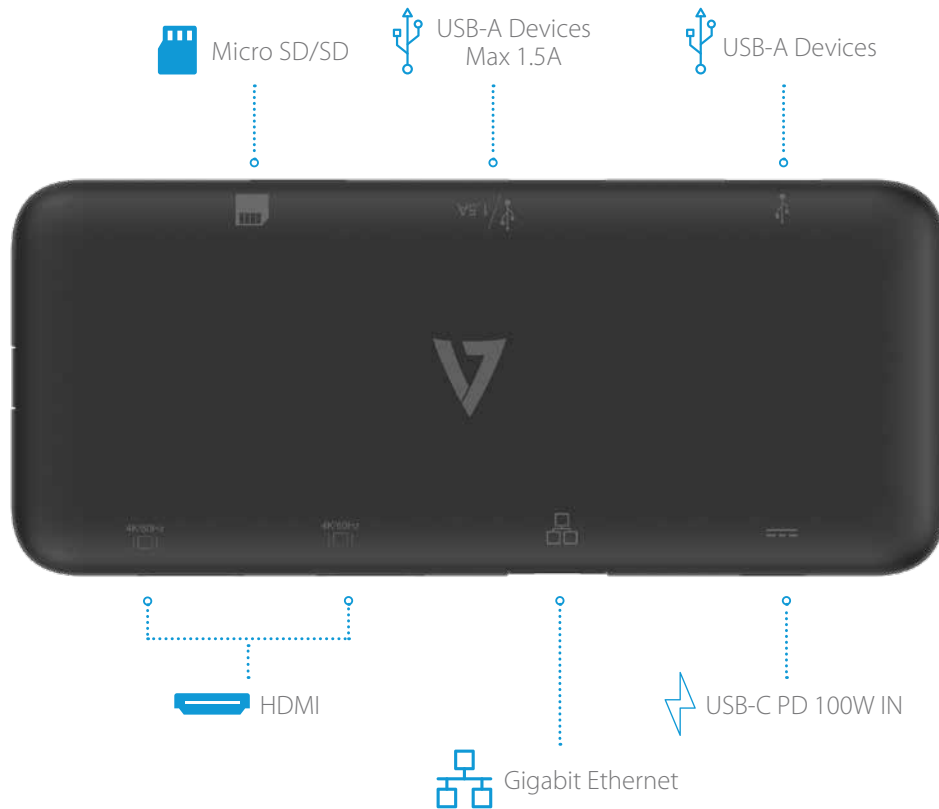 Micro SD/SD
USB-A Devices
Max 1.5A
USB-A Devices
1.5A
V7
4K/60Hz
4K/60Hz
HDMI
USB-C PD 100W IN
Gigabit Ethernet